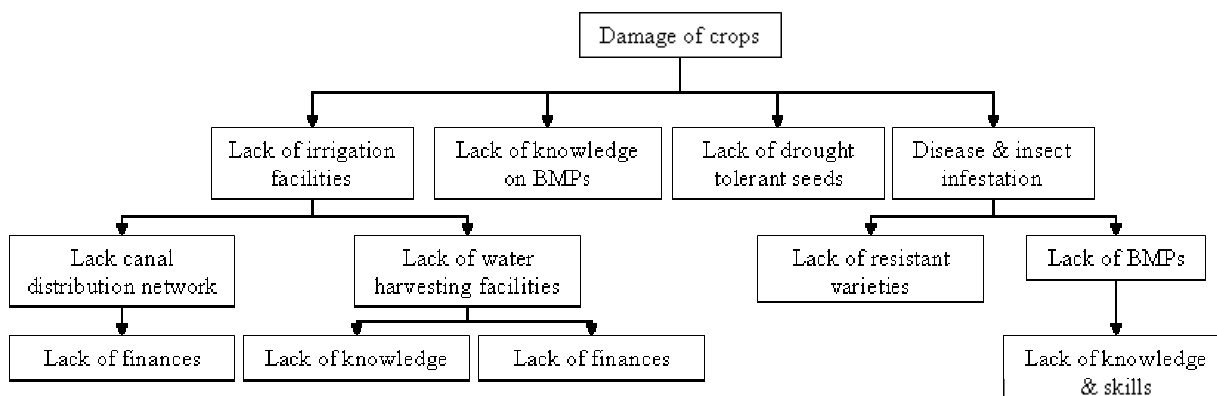 Damage of crops
Lack of irrigation
facilities
Lack of knowledge
on BMPs
Lack of drought
tolerant seeds
Disease & insect
infestation
Lack canal
distribution network
Lack of water
harvesting facilities
Lack of resistant
varieties
Lack of BMPs
Lack of finances
Lack of knowledge
Lack of finances
Lack of knowledge
& skills